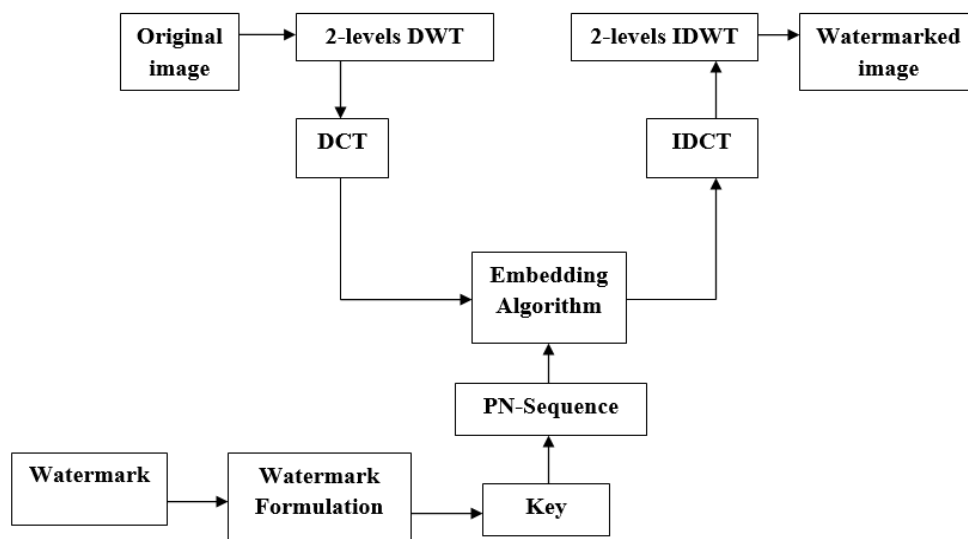 Original
image
2-levels DWT
2-levels IDWT
Watermarked
image
DCT
IDCT
Embedding
Algorithm
PN-Sequence
Watermark
Watermark
Formulation
Key